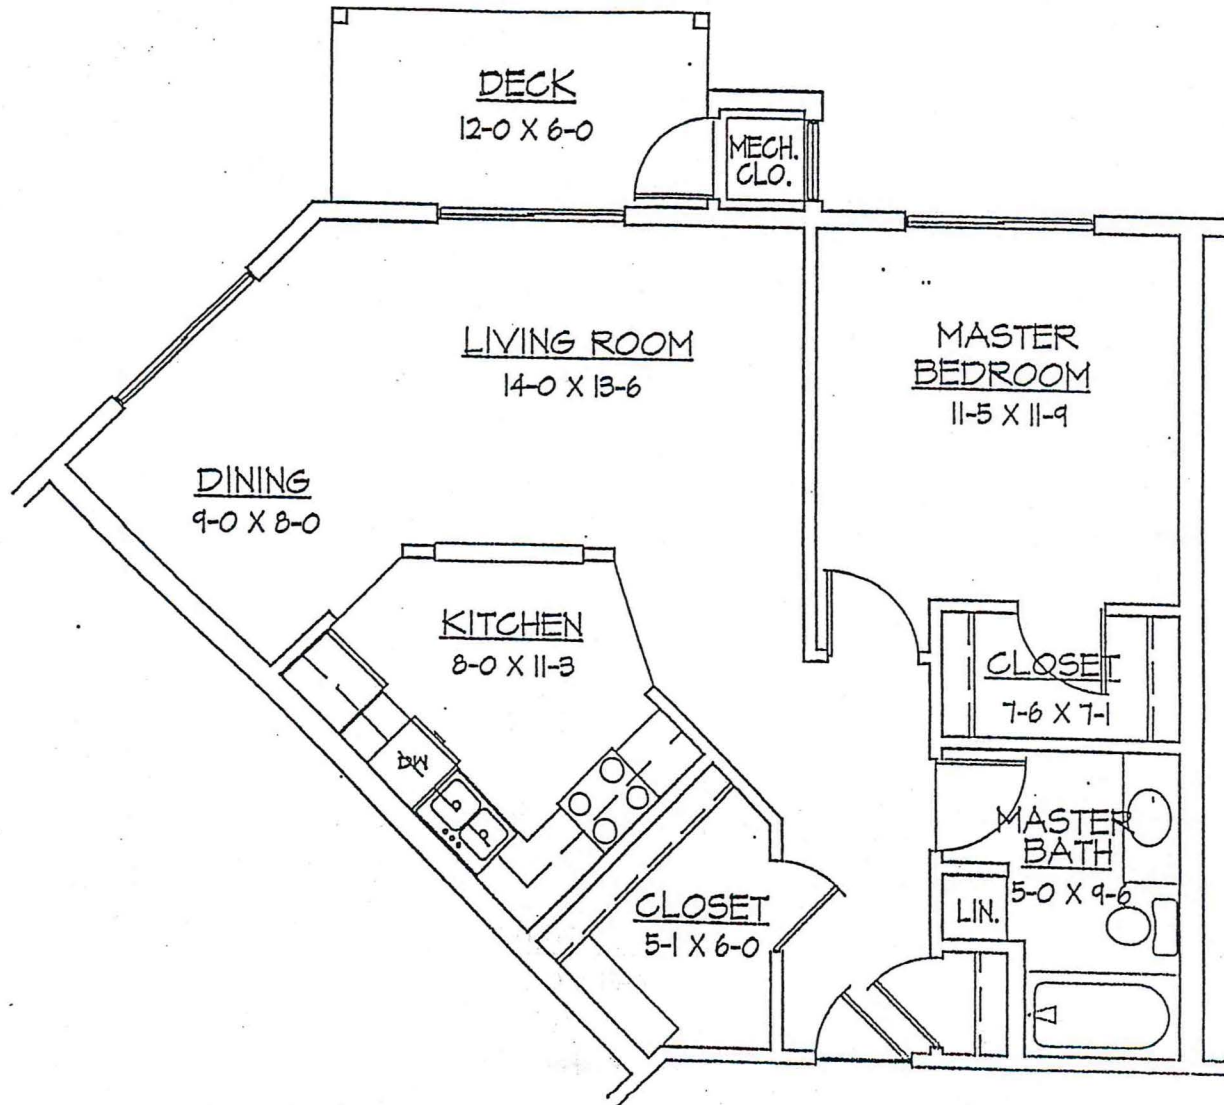 DECK
12-0 X 6-0
MECH.
CLO.
LIVING ROOM
14-0 X 13-6
MASTER
BEDROOM
11-5 X 11-9
DINING
9-0 X 8-0
KITCHEN
8-0 X 11-3
CLOSET
7-6 X 7-1
DW
MASTER
BATH
5-0 X 9-6
LIN.
CLOSET
5-1 X 6-0